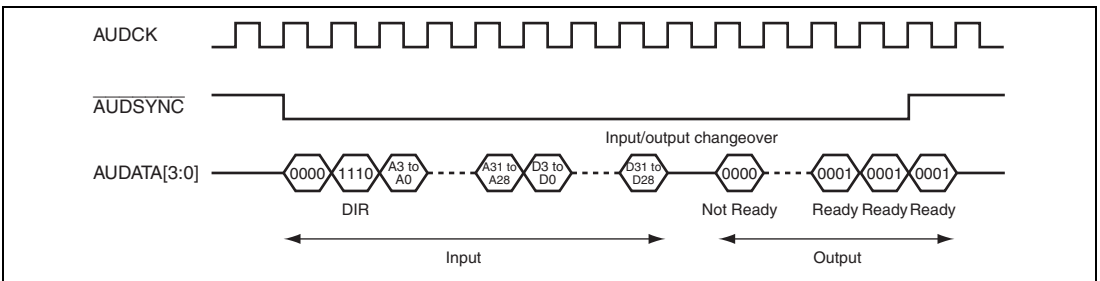 AUDCK
AUDSYNC
Input/output changeover
AUDATA[3:0]
0000
1110
A3 to
A0
A31 to
A28
D3 to
D0
D31 to
D28
0000
0001
0001
0001
DIR
Not Ready
Ready
Ready
Ready
Input
Output